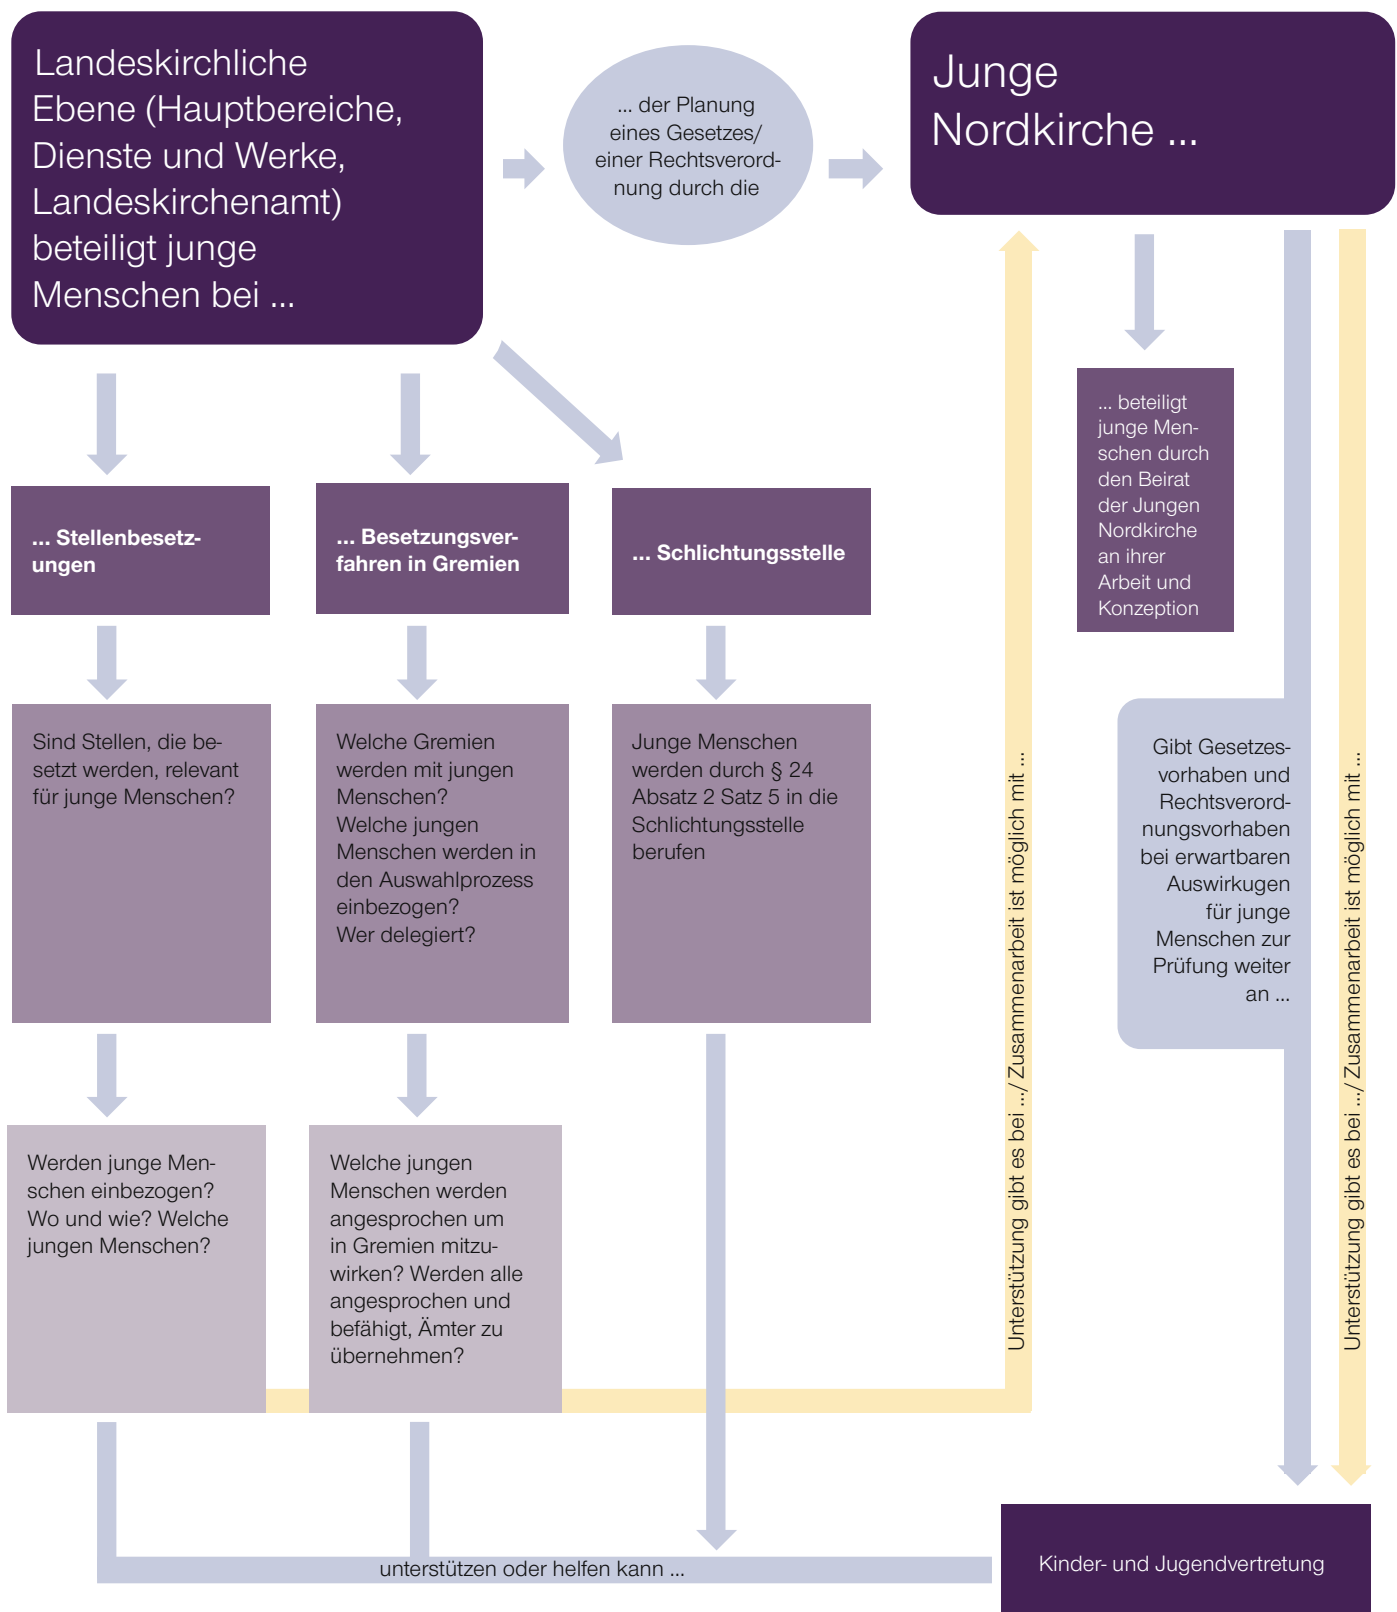 Landeskirchliche
Ebene (Hauptbereiche,
Dienste und Werke,
Landeskirchenamt)
beteiligt junge
Menschen bei ...
... der Planung
eines Gesetzes/
einer Rechtsverord-
nung durch die
Junge
Nordkirche ...
... beteiligt
junge Men-
schen durch
den Beirat
der Jungen
Nordkirche
an ihrer
Arbeit und
Konzeption
... Stellenbesetz-
ungen
... Besetzungsver-
fahren in Gremien
... Schlichtungsstelle
Sind Stellen, die be-
setzt werden, relevant
für junge Menschen?
Welche Gremien
werden mit jungen
Menschen?
Welche jungen
Menschen werden in
den Auswahlprozess
einbezogen?
Wer delegiert?
Junge Menschen
werden durch § 24
Absatz 2 Satz 5 in die
Schlichtungsstelle
berufen
Unterstützung gibt es bei .../ Zusammenarbeit ist möglich mit ...
Gibt Gesetzes-
vorhaben und
Rechtsverord-
nungsvorhaben
bei erwartbaren
Auswirkugen
für junge
Menschen zur
Prüfung weiter
an ...
Unterstützung gibt es bei .../ Zusammenarbeit ist möglich mit ...
Werden junge Men-
schen einbezogen?
Wo und wie? Welche
jungen Menschen?
Welche jungen
Menschen werden
angesprochen um
in Gremien mitzu-
wirken? Werden alle
angesprochen und
befähigt, Ämter zu
übernehmen?
unterstützen oder helfen kann ...
Kinder- und Jugendvertretung